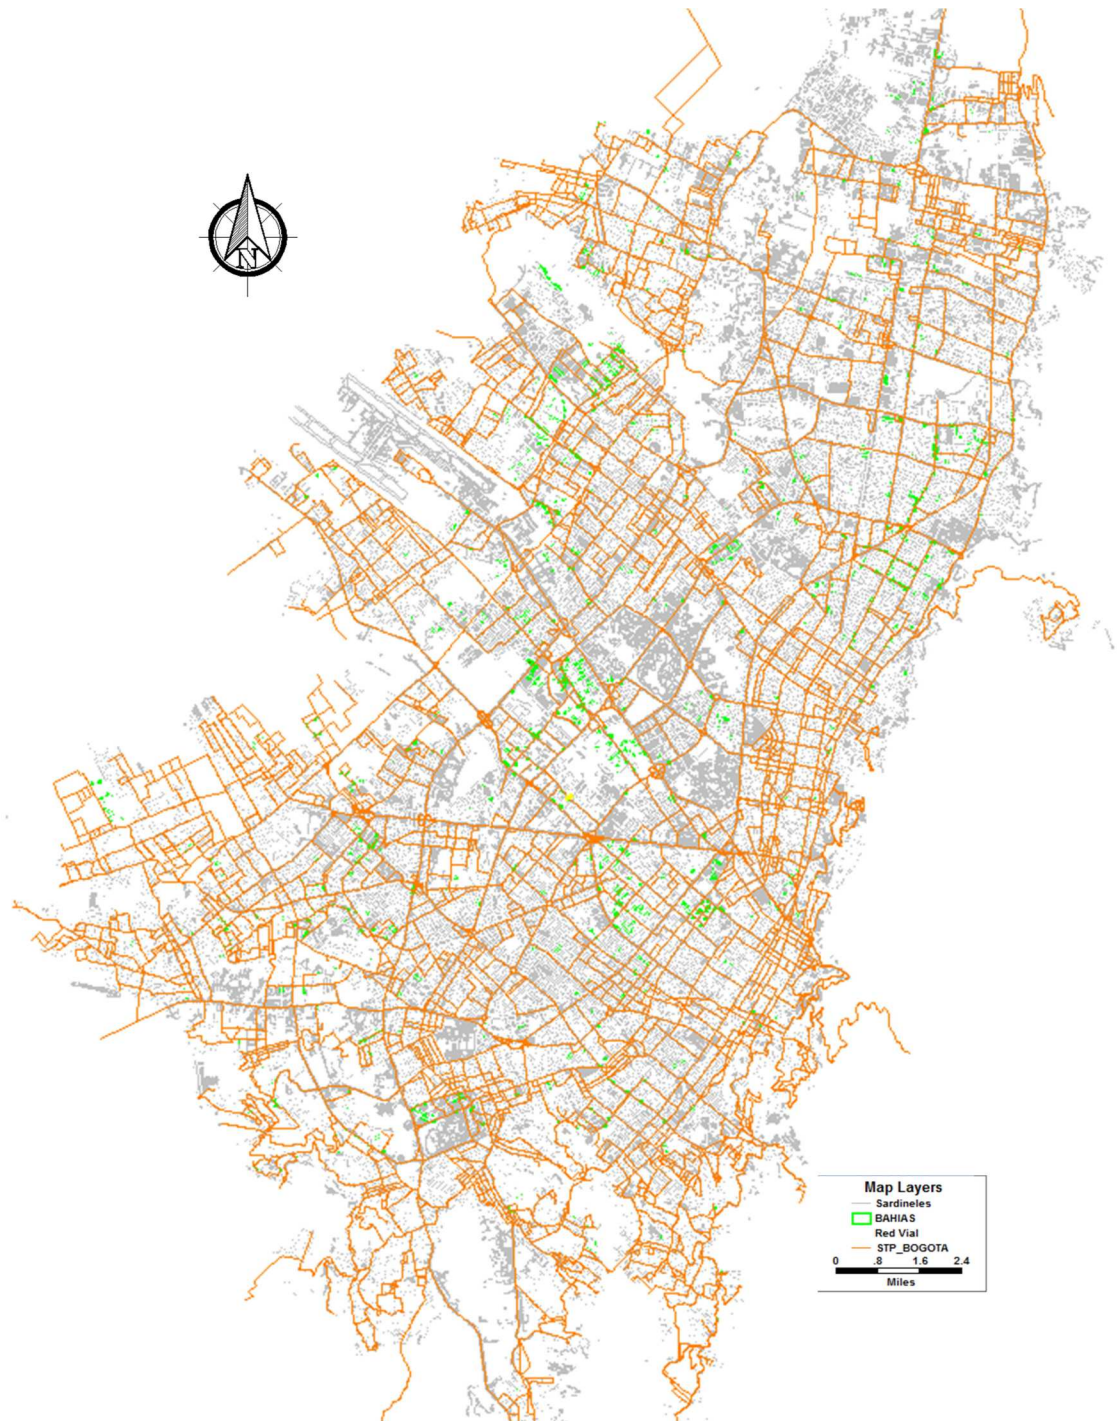 N
Map Layers
Sardineles
BAHIAS
Red Vial
STP_BOGOTA
0 .8 1.6 2.4
Miles